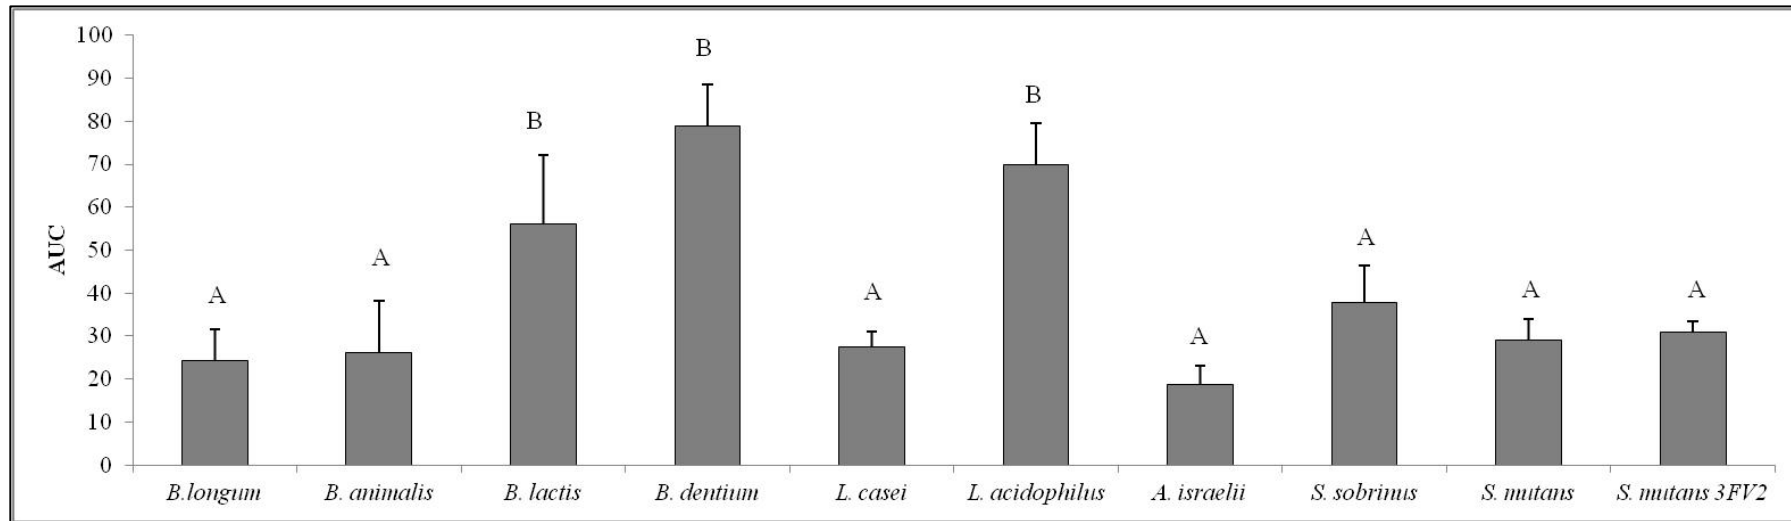 100
90
80
70
60
50
40
30
20
10
0
AUC
A
A
B
B
A
B
A
A
A
A
B.longum
B. animalis
B. lactis
B. dentium
L. casei
L. acidophilus
A. israelii
S. sobrinus
S. mutans
S. mutans 3FV2